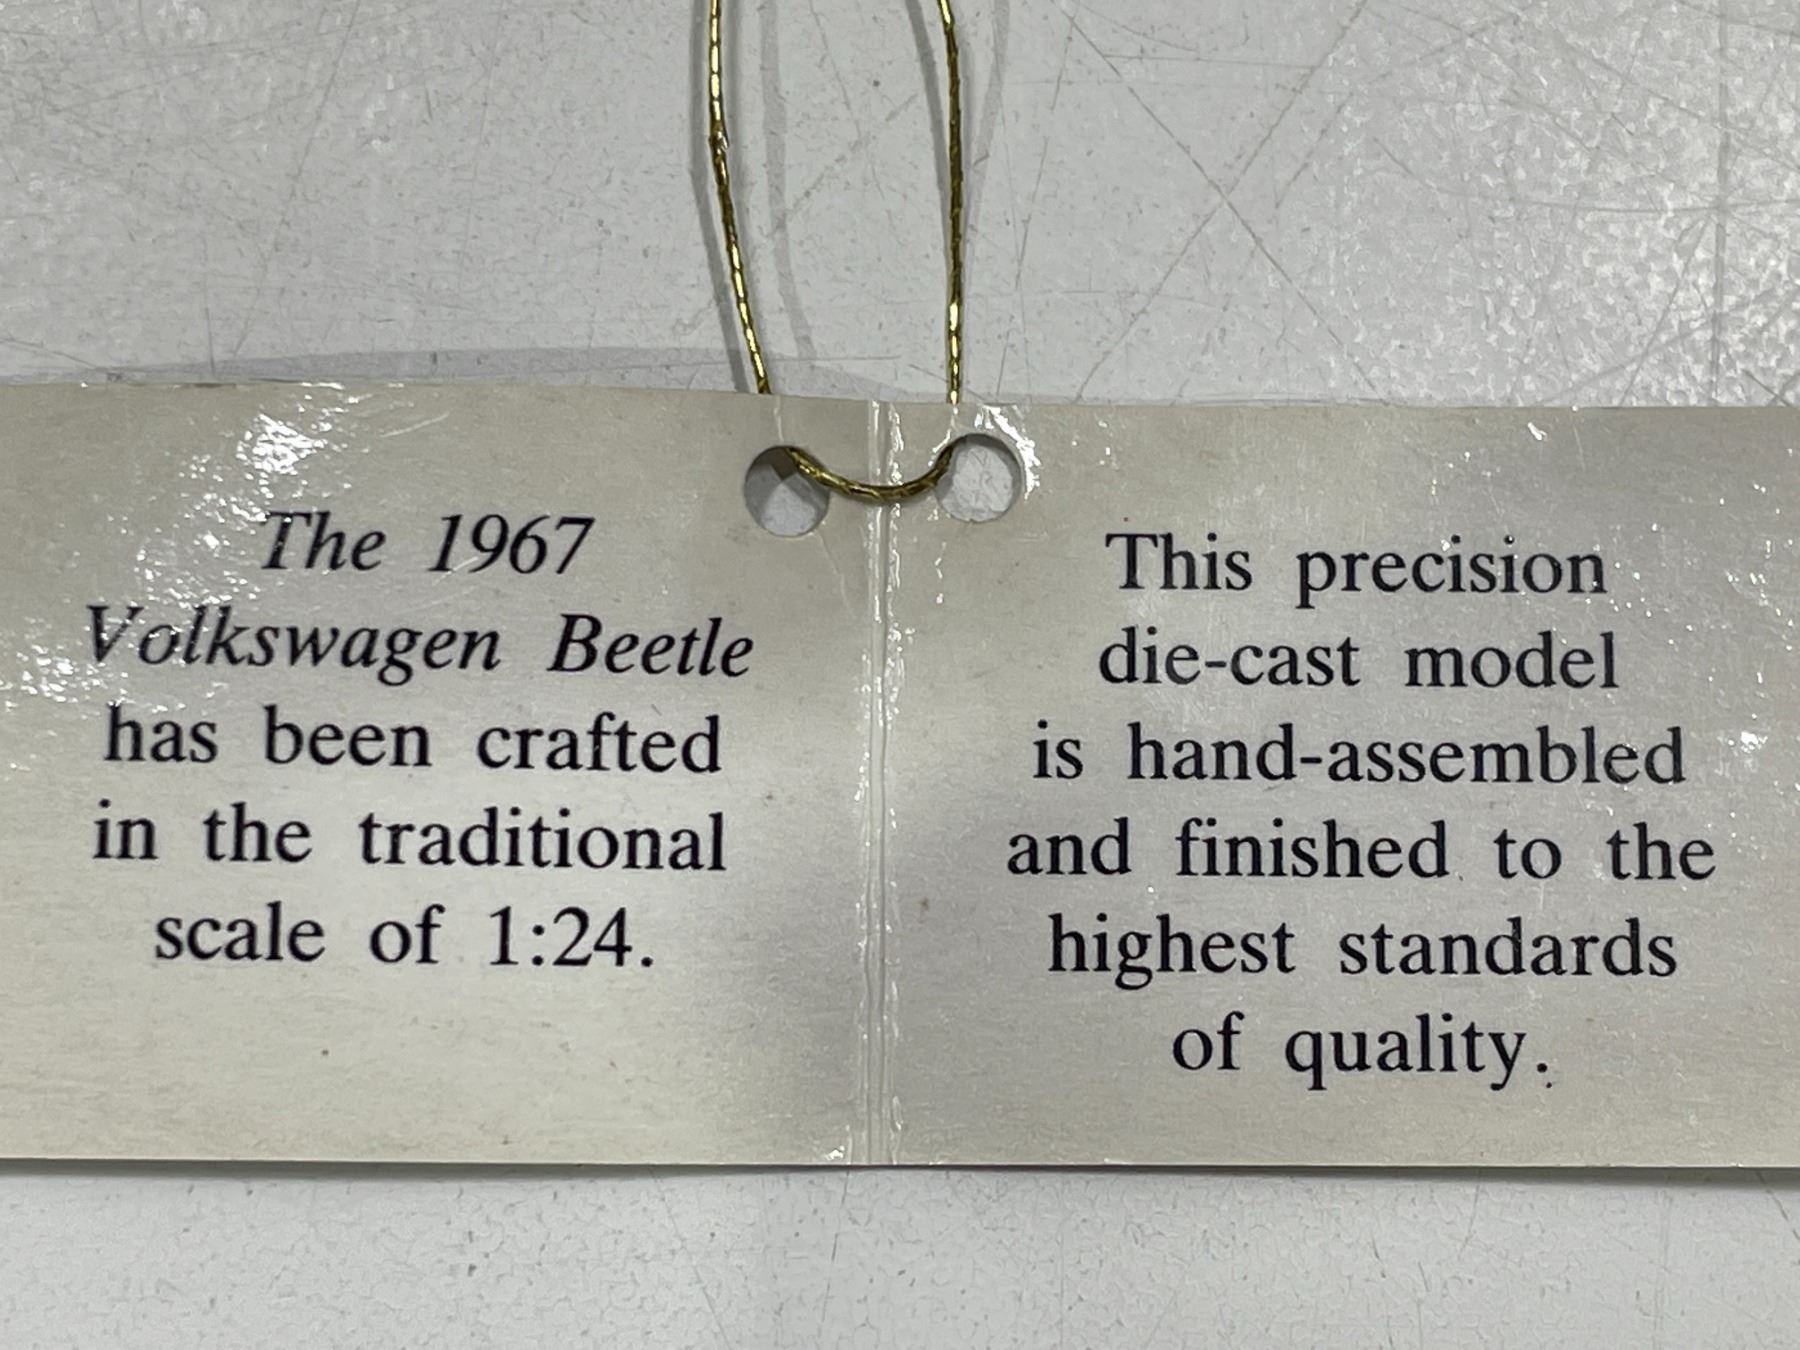 The 1967
Volkswagen Beetle
has been crafted
in the traditional
scale of 1:24.
This precision
die-cast model
is hand-assembled
and finished to the
highest standards
of quality.